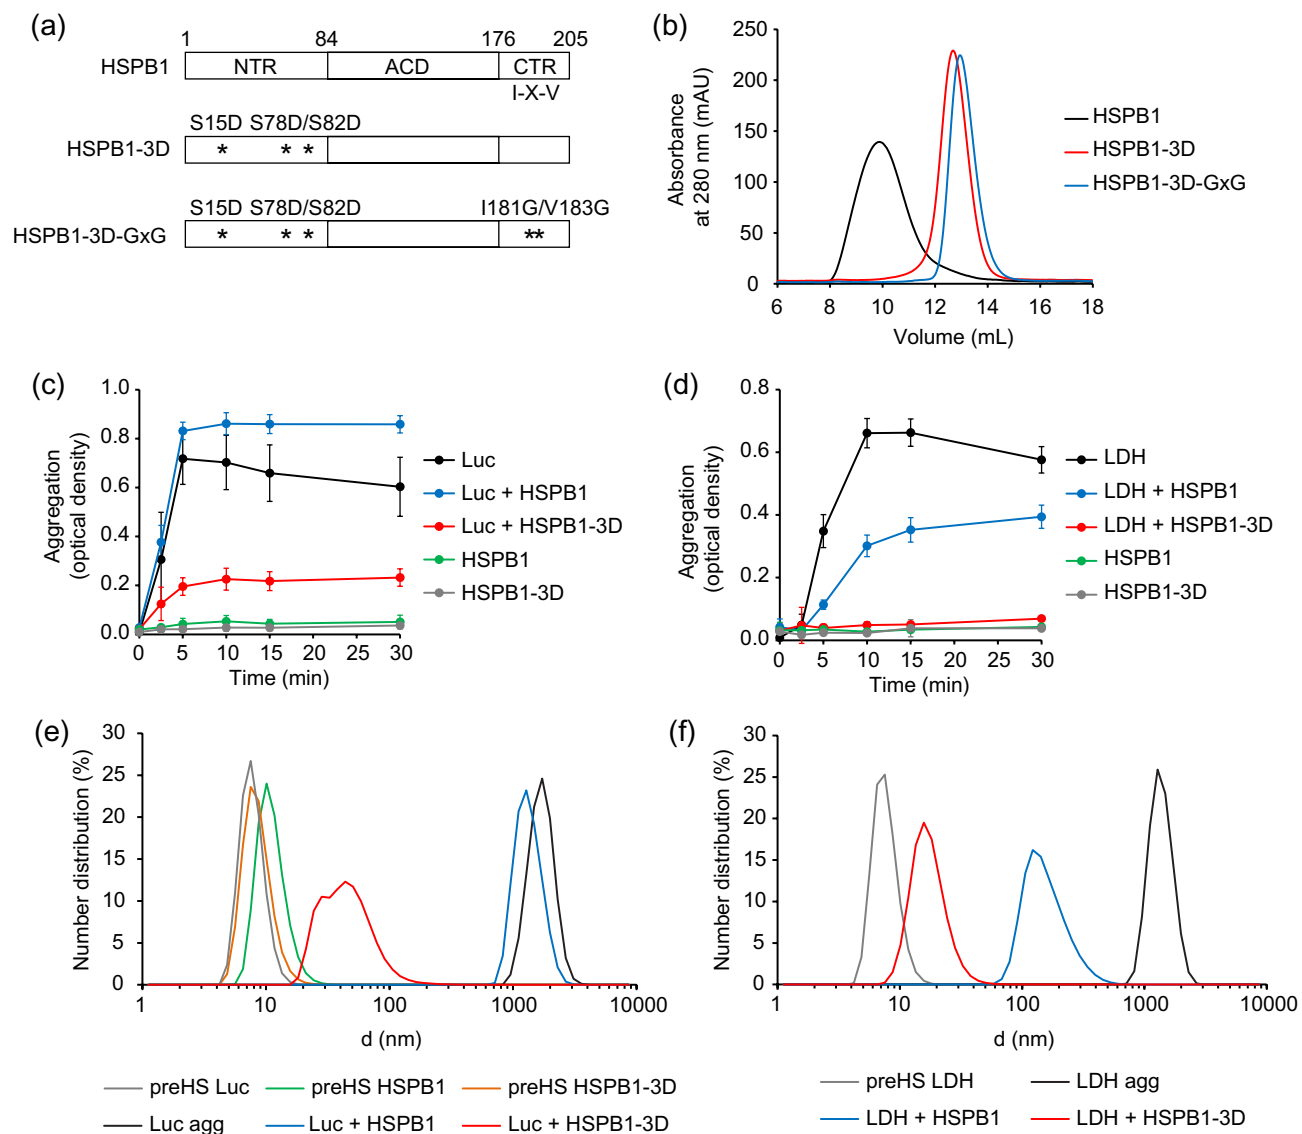 (a)
1 84 176 205
HSPB1 NTR ACD CTR
I-X-V
S15D S78D/S82D
HSPB1-3D * * *
S15D S78D/S82D I181G/V183G
HSPB1-3D-GxG * * * **
(b)
Absorbance
at 280 nm (mAU)
250
200
150
100
50
0
6 8 10 12 14 16 18
Volume (mL)
HSPB1
HSPB1-3D
HSPB1-3D-GxG
(c)
Aggregation
(optical density)
1.0
0.8
0.6
0.4
0.2
0.0
0 5 10 15 20 25 30
Time (min)
Luc
Luc + HSPB1
Luc + HSPB1-3D
HSPB1
HSPB1-3D
(d)
Aggregation
(optical density)
0.8
0.6
0.4
0.2
0.0
0 5 10 15 20 25 30
Time (min)
LDH
LDH + HSPB1
LDH + HSPB1-3D
HSPB1
HSPB1-3D
(e)
Number distribution (%)
30
25
20
15
10
5
0
1 10 100 1000 10000
d (nm)
preHS Luc preHS HSPB1 preHS HSPB1-3D
Luc agg Luc + HSPB1 Luc + HSPB1-3D
(f)
Number distribution (%)
30
25
20
15
10
5
0
1 10 100 1000 10000
d (nm)
preHS LDH LDH agg
LDH + HSPB1 LDH + HSPB1-3D